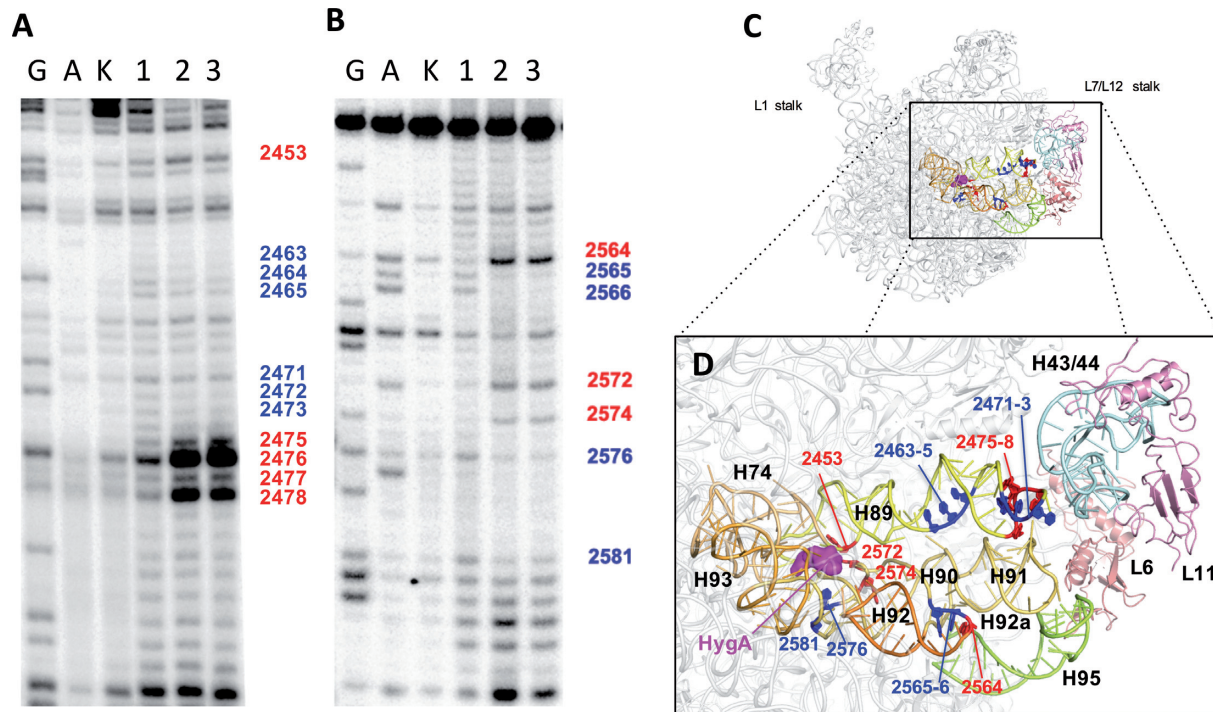 A
G A K 1 2 3
2453
2463
2464
2465
2471
2472
2473
2475
2476
2477
2478
B
G A K 1 2 3
2564
2565
2566
2572
2574
2576
2581
C
L1 stalk
L7/L12 stalk
D
H43/44
2471-3
2475-8
2463-5
2453
H74
H89
2572
2574
H90
H91
L6
L11
H93
H92
H92a
HygA
2581
2576
2565-6
2564
H95